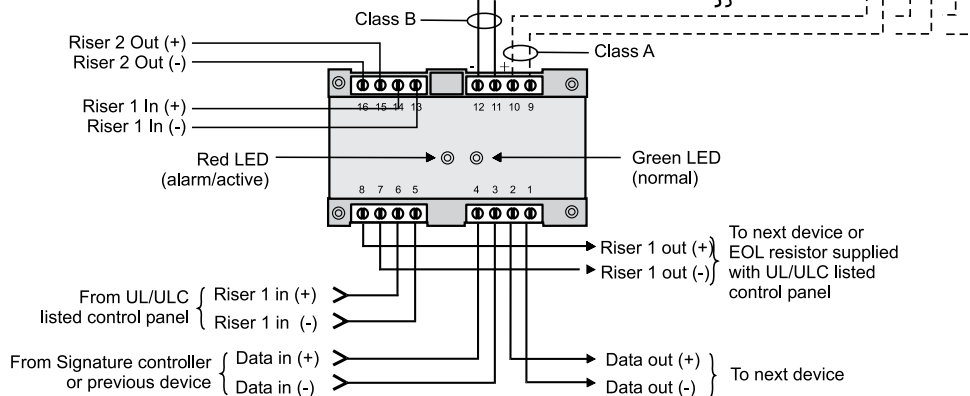 Class B
Class A
Riser 2 Out (+)
Riser 2 Out (-)
- +
16 15 14 13 12 11 10 9
Riser 1 In (+)
Riser 1 In (-)
Red LED
(alarm/active)
Green LED
(normal)
8 7 6 5 4 3 2 1
Riser 1 out (+)
Riser 1 out (-)
To next device or
EOL resistor supplied
with UL/ULC listed
control panel
From UL/ULC
listed control panel
Riser 1 in (+)
Riser 1 in (-)
From Signature controller
or previous device
Data in (+)
Data in (-)
Data out (+)
Data out (-)
To next device